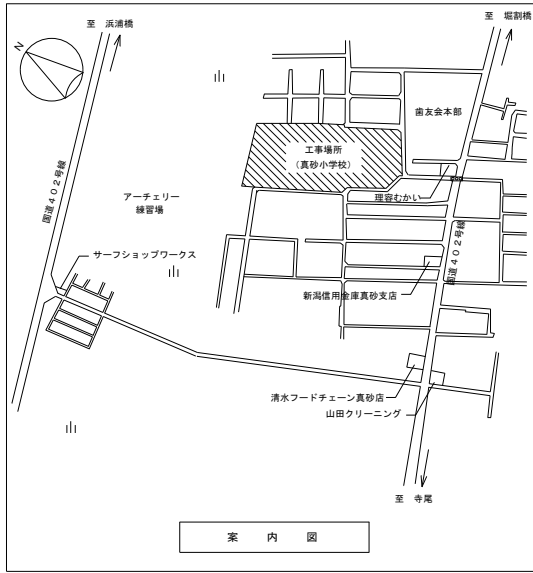 至　浜浦橋
至　堀割橋
N
歯友会本部
工事場所
（真砂小学校）
国道４０２号線
アーチェリー
練習場
理容むかい
国道４０２号線
サーフショップワークス
新潟信用金庫真砂支店
清水フードチェーン真砂店
山田クリーニング
至　寺尾
案　内　図